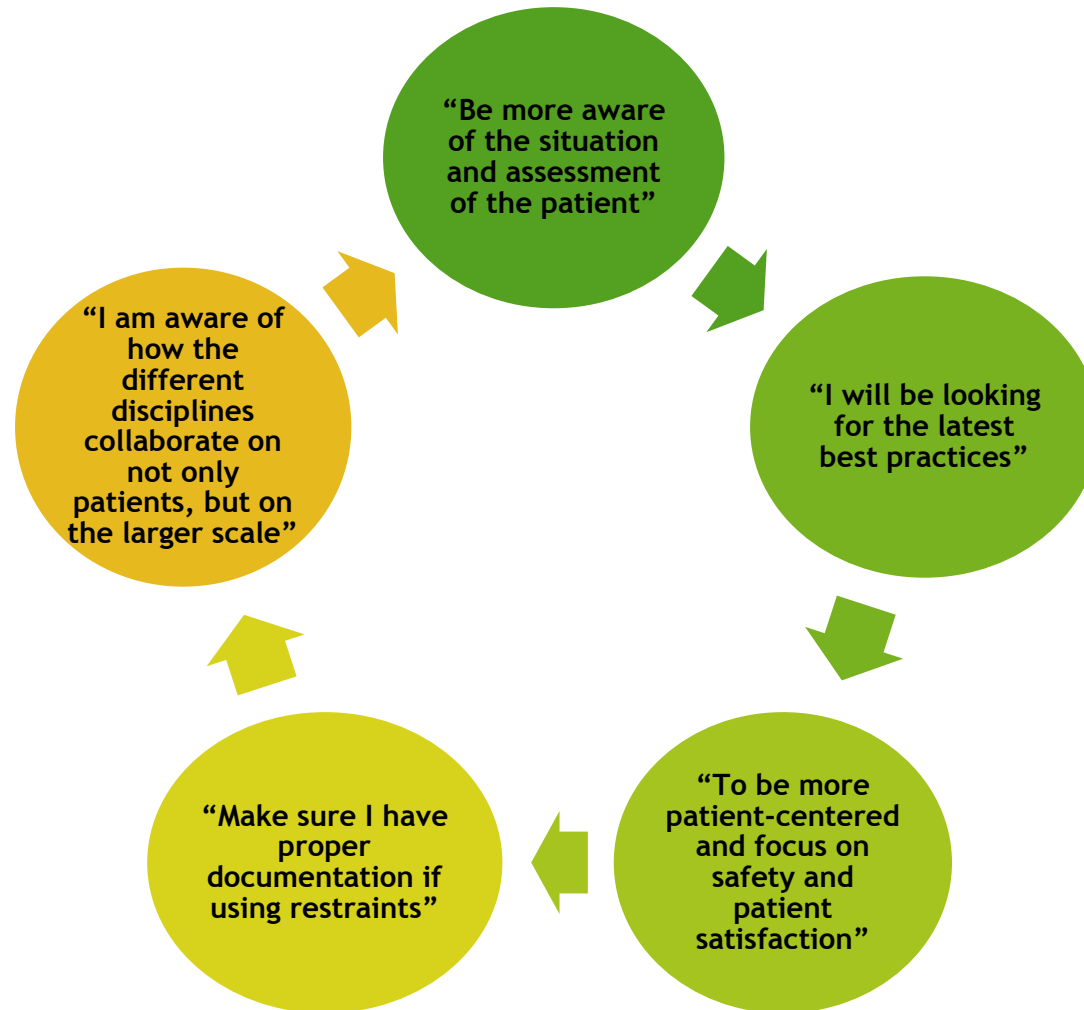 “Be more aware
of the situation
and assessment
of the patient”
“I will be looking
for the latest
best practices”
“To be more
patient-centered
and focus on
safety and
patient
satisfaction”
“Make sure I have
proper
documentation if
using restraints”
“I am aware of
how the
different
disciplines
collaborate on
not only
patients, but on
the larger scale”